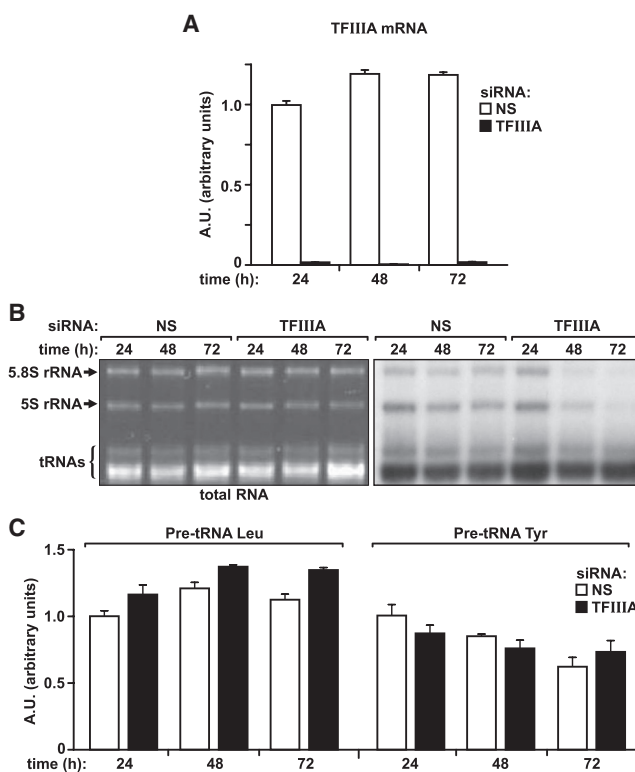 A
TFIIIA mRNA
A.U. (arbitrary units)
1.0
0.5
0
siRNA:
NS
TFIIIA
time (h): 24 48 72
B
siRNA: NS TFIIIA NS TFIIIA
time (h): 24 48 72 24 48 72 24 48 72 24 48 72
5.8S rRNA
5S rRNA
tRNAs
total RNA
C
Pre-tRNA Leu Pre-tRNA Tyr
A.U. (arbitrary units)
1.5
1.0
0.5
0
siRNA:
NS
TFIIIA
time (h): 24 48 72 24 48 72